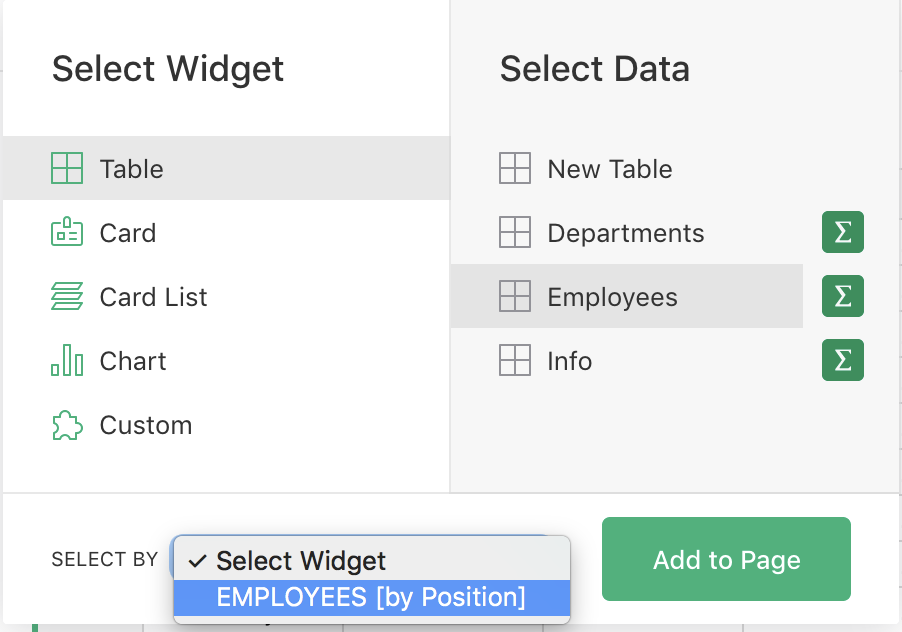 Select Widget
Table
Card
Card List
Chart
Custom
Select Data
New Table
Departments
Σ
Employees
Σ
Info
Σ
SELECT BY
✓ Select Widget
EMPLOYEES [by Position]
Add to Page